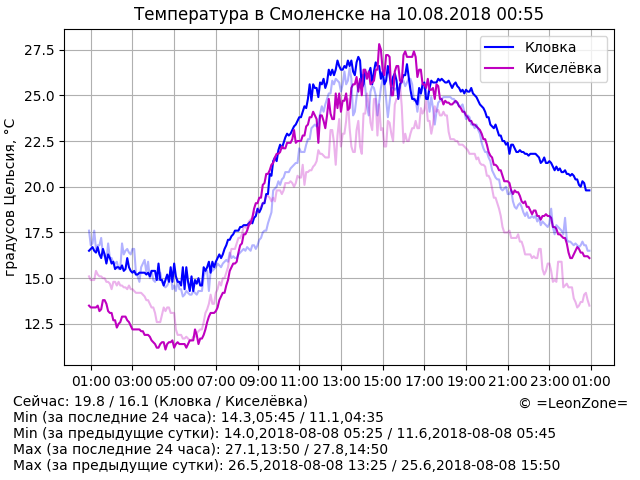 Температура в Смоленске на 10.08.2018 00:55
27.5
25.0
22.5
20.0
17.5
15.0
12.5
градусов Цельсия, °C
Кловка
Киселёвка
01:00 03:00 05:00 07:00 09:00 11:00 13:00 15:00 17:00 19:00 21:00 23:00 01:00
Сейчас: 19.8 / 16.1 (Кловка / Киселёвка)
© =LeonZone=
Min (за последние 24 часа): 14.3,05:45 / 11.1,04:35
Min (за предыдущие сутки): 14.0,2018-08-08 05:25 / 11.6,2018-08-08 05:45
Max (за последние 24 часа): 27.1,13:50 / 27.8,14:50
Max (за предыдущие сутки): 26.5,2018-08-08 13:25 / 25.6,2018-08-08 15:50